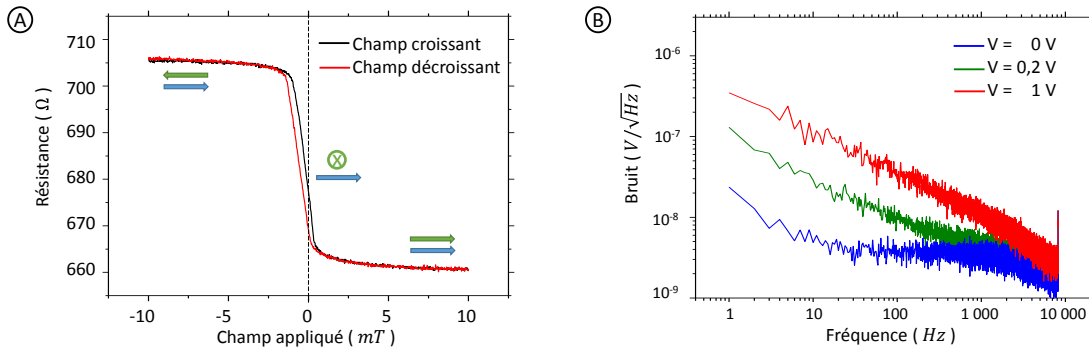 A
Résistance ( Ω )
710
700
690
680
670
660
Champ croissant
Champ décroissant
-10
-5
0
5
10
Champ appliqué ( mT )
B
Bruit ( V/√Hz )
10⁻⁶
10⁻⁷
10⁻⁸
10⁻⁹
V = 0 V
V = 0,2 V
V = 1 V
1
10
100
1 000
10 000
Fréquence ( Hz )